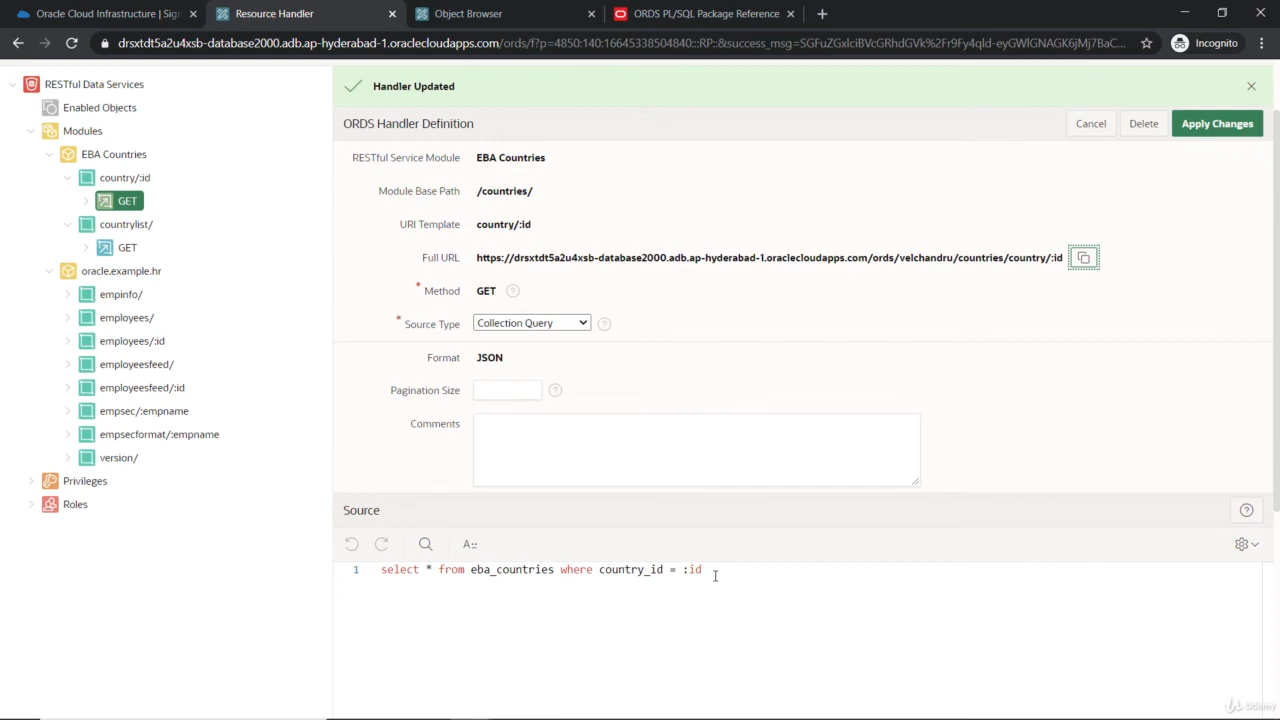 Oracle Cloud Infrastructure | Sign
Resource Handler
Object Browser
ORDS PL/SQL Package Reference
drsxtdt5a2u4xsb-database2000.adb.ap-hyderabad-1.oraclecloudapps.com/ords/f?p=4850:140:16645338504840:::RP::&success_msg=SGFuZGxlciBVcGRhdGVk%2Fr9Fy4qld-eyGWlGNAGK6jMj7BaC...
Incognito
RESTful Data Services
Enabled Objects
Modules
EBA Countries
country/:id
GET
countrylist/
GET
oracle.example.hr
empinfo/
employees/
employees/:id
employeesfeed/
employeesfeed/:id
empsec/:empname
empsecformat/:empname
version/
Privileges
Roles
Handler Updated
ORDS Handler Definition
Cancel
Delete
Apply Changes
RESTful Service Module EBA Countries
Module Base Path /countries/
URI Template country/:id
Full URL https://drsxtdt5a2u4xsb-database2000.adb.ap-hyderabad-1.oraclecloudapps.com/ords/velchandru/countries/country/:id
* Method GET
* Source Type Collection Query
Format JSON
Pagination Size
Comments
Source
1 select * from eba_countries where country_id = :id
Udemy